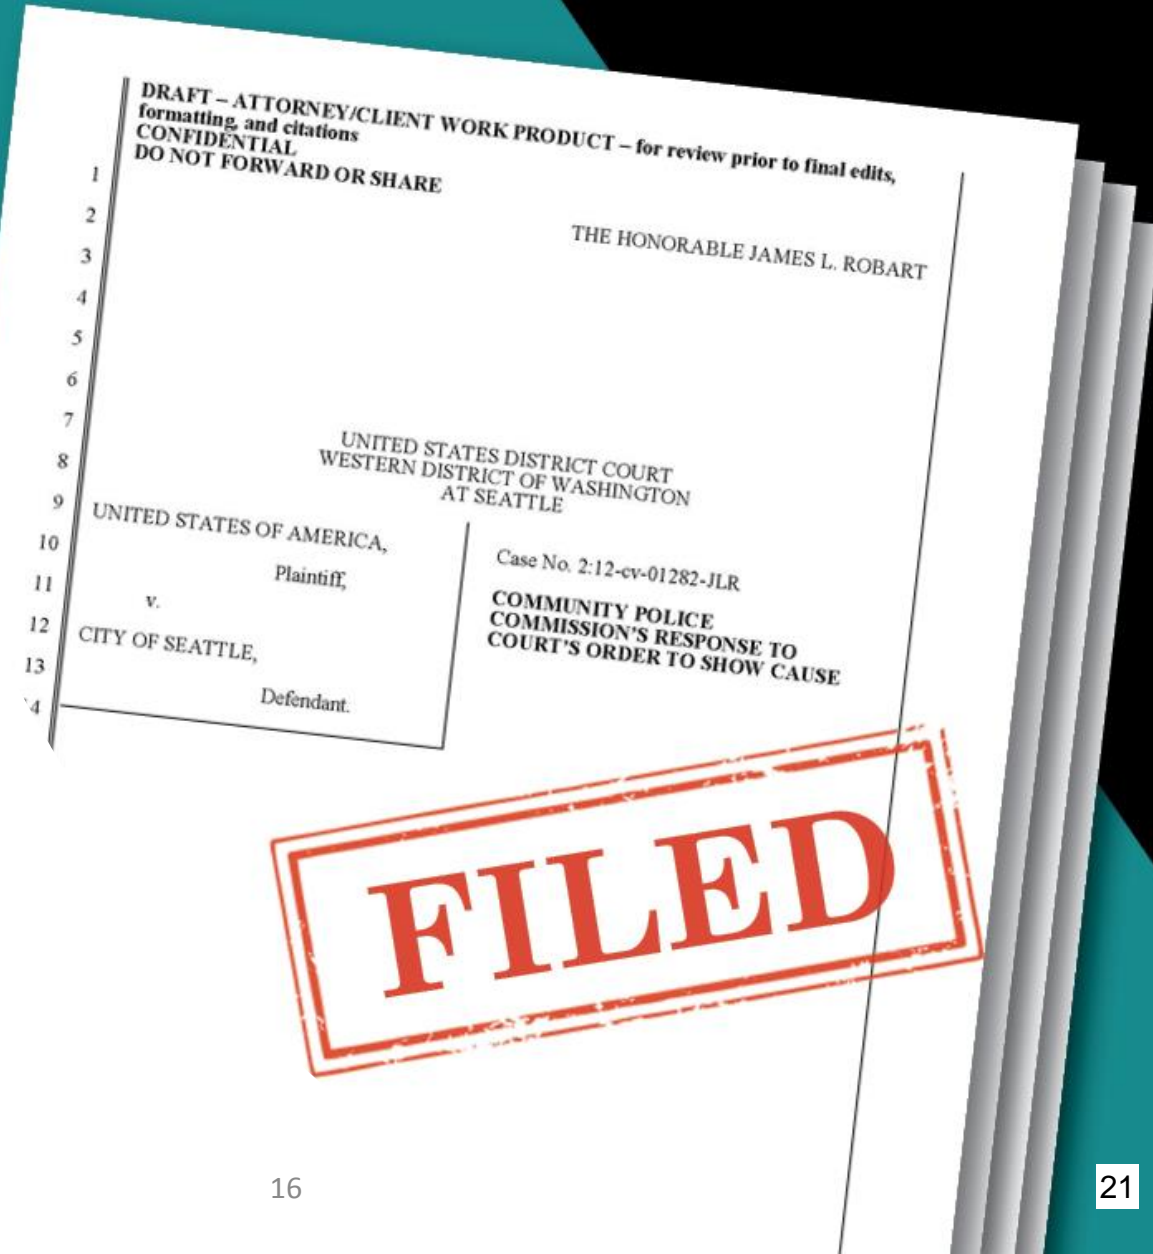 DRAFT – ATTORNEY/CLIENT WORK PRODUCT – for review prior to final edits,
formatting, and citations
CONFIDENTIAL
DO NOT FORWARD OR SHARE
1
2
THE HONORABLE JAMES L. ROBART
3
4
5
6
7
8
UNITED STATES DISTRICT COURT
WESTERN DISTRICT OF WASHINGTON
AT SEATTLE
9
UNITED STATES OF AMERICA,
10
Plaintiff,
11
v.
12
CITY OF SEATTLE,
13
Defendant.
4
Case No. 2:12-cv-01282-JLR
COMMUNITY POLICE
COMMISSION'S RESPONSE TO
COURT'S ORDER TO SHOW CAUSE
FILED
16
21